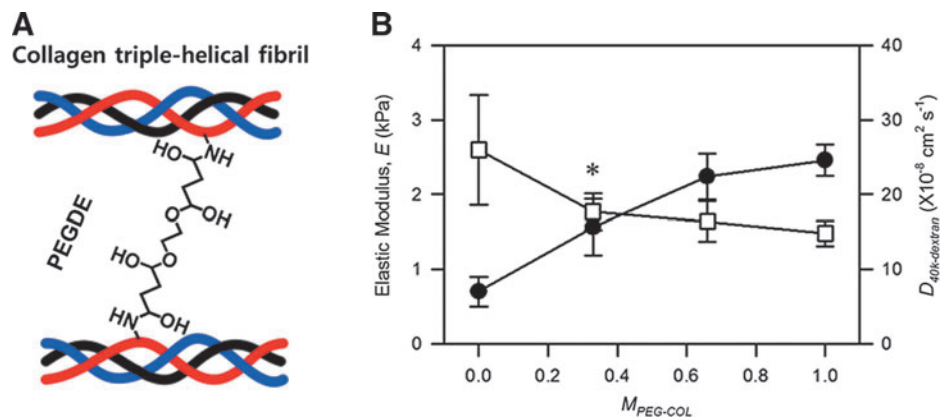 A
Collagen triple-helical fibril
HO
NH
OH
O
O
HO
HN
OH
PEGDE
B
Elastic Modulus, E (kPa)
4
3
2
1
0
*
40
30
20
10
0
D40k-dextran (X10-8 cm2 s-1)
0.0 0.2 0.4 0.6 0.8 1.0
MPEG-COL